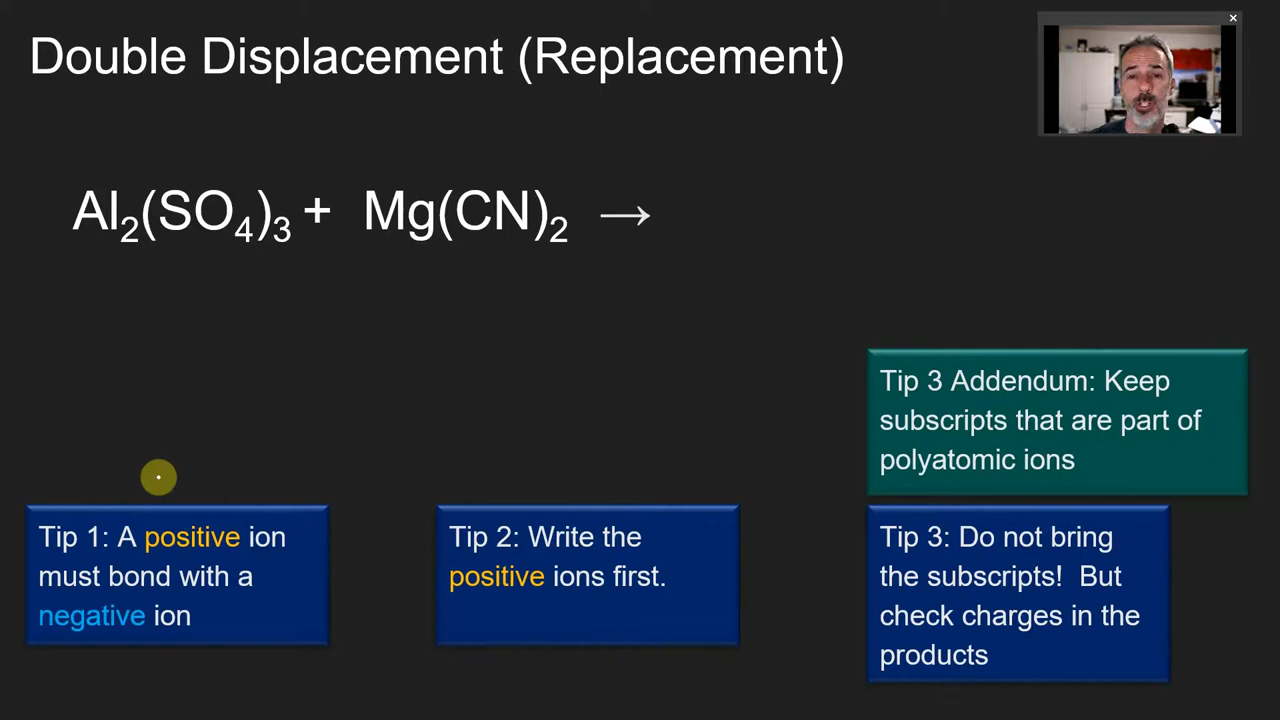 Double Displacement (Replacement)
Al₂(SO₄)₃ + Mg(CN)₂ →
Tip 3 Addendum: Keep
subscripts that are part of
polyatomic ions
Tip 1: A positive ion
must bond with a
negative ion
Tip 2: Write the
positive ions first.
Tip 3: Do not bring
the subscripts! But
check charges in the
products